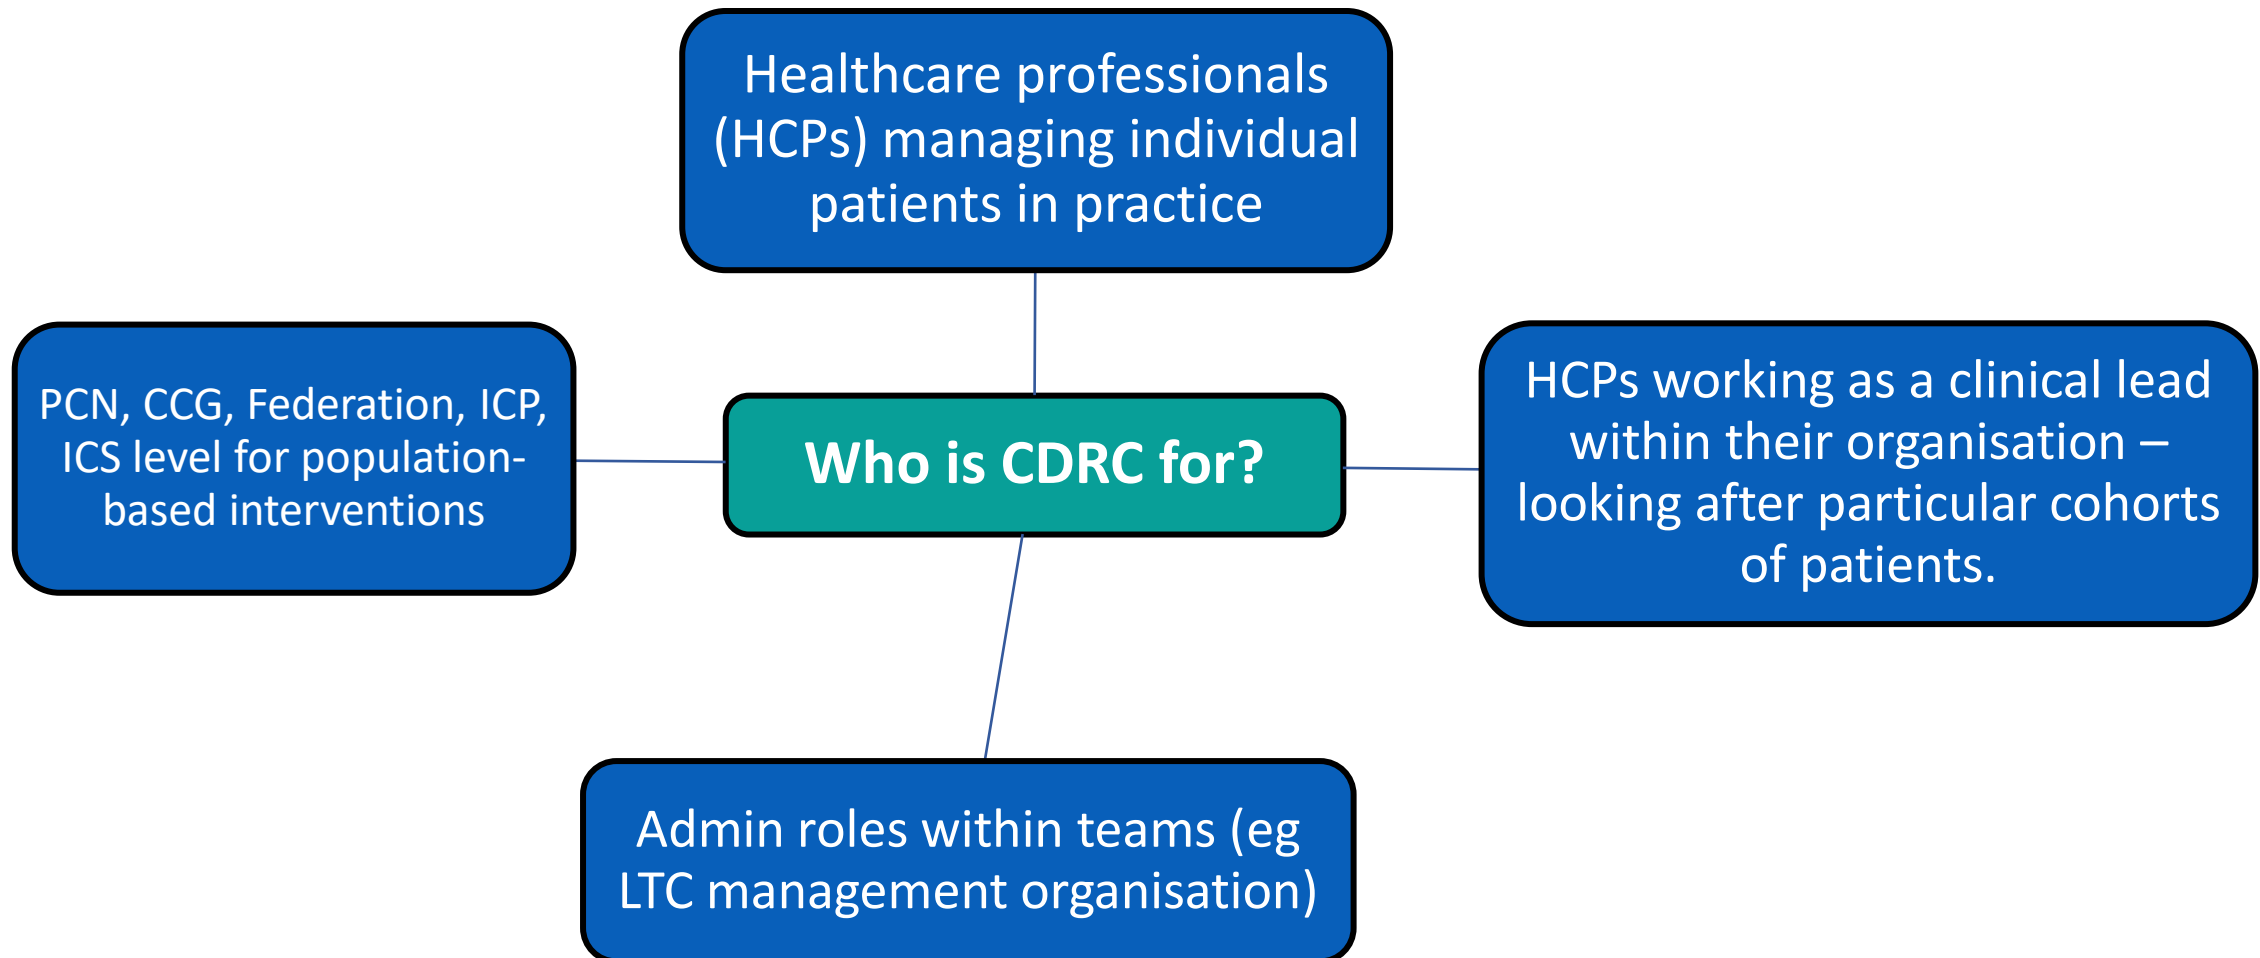 Healthcare professionals
(HCPs) managing individual
patients in practice
PCN, CCG, Federation, ICP,
ICS level for population-
based interventions
Who is CDRC for?
HCPs working as a clinical lead
within their organisation –
looking after particular cohorts
of patients.
Admin roles within teams (eg
LTC management organisation)